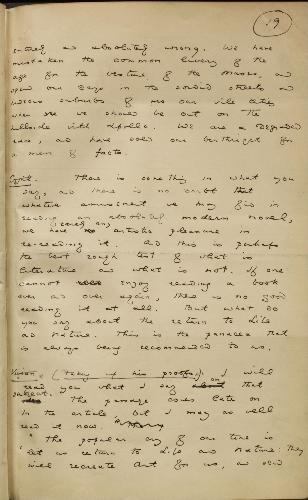 19
entirely and absolutely wrong. We have
mistaken the common livery of the
age for the vesture of the Muses, and
spend our days in the sordid streets and
hideous suburbs of our vile cities
when we should be out on the
hillside with Apollo. We are a degraded
race, and have sold our birthright for
a mess of facts.
Cyril. There is something in what you
say, and there is no doubt that
whatever amusement we may find in
reading an absolutely modern novel,
we have rarely any artistic pleasure in
re-reading it. And this is perhaps
the best rough test of what is
literature and what is not. If one
cannot enjoy reading a book
over and over again, there is no good
reading it at all. But what do
you say about the return to Life
and Nature. This is the panacea that
is always being recommended to us.
Vivian (taking up his proofs) I will
read you what I say on that
subject. The passage comes later on
in the article but I may as well
read it now.
"The popular cry of our time is
'let us return to Life and Nature: They
will recreate Art for us, and send